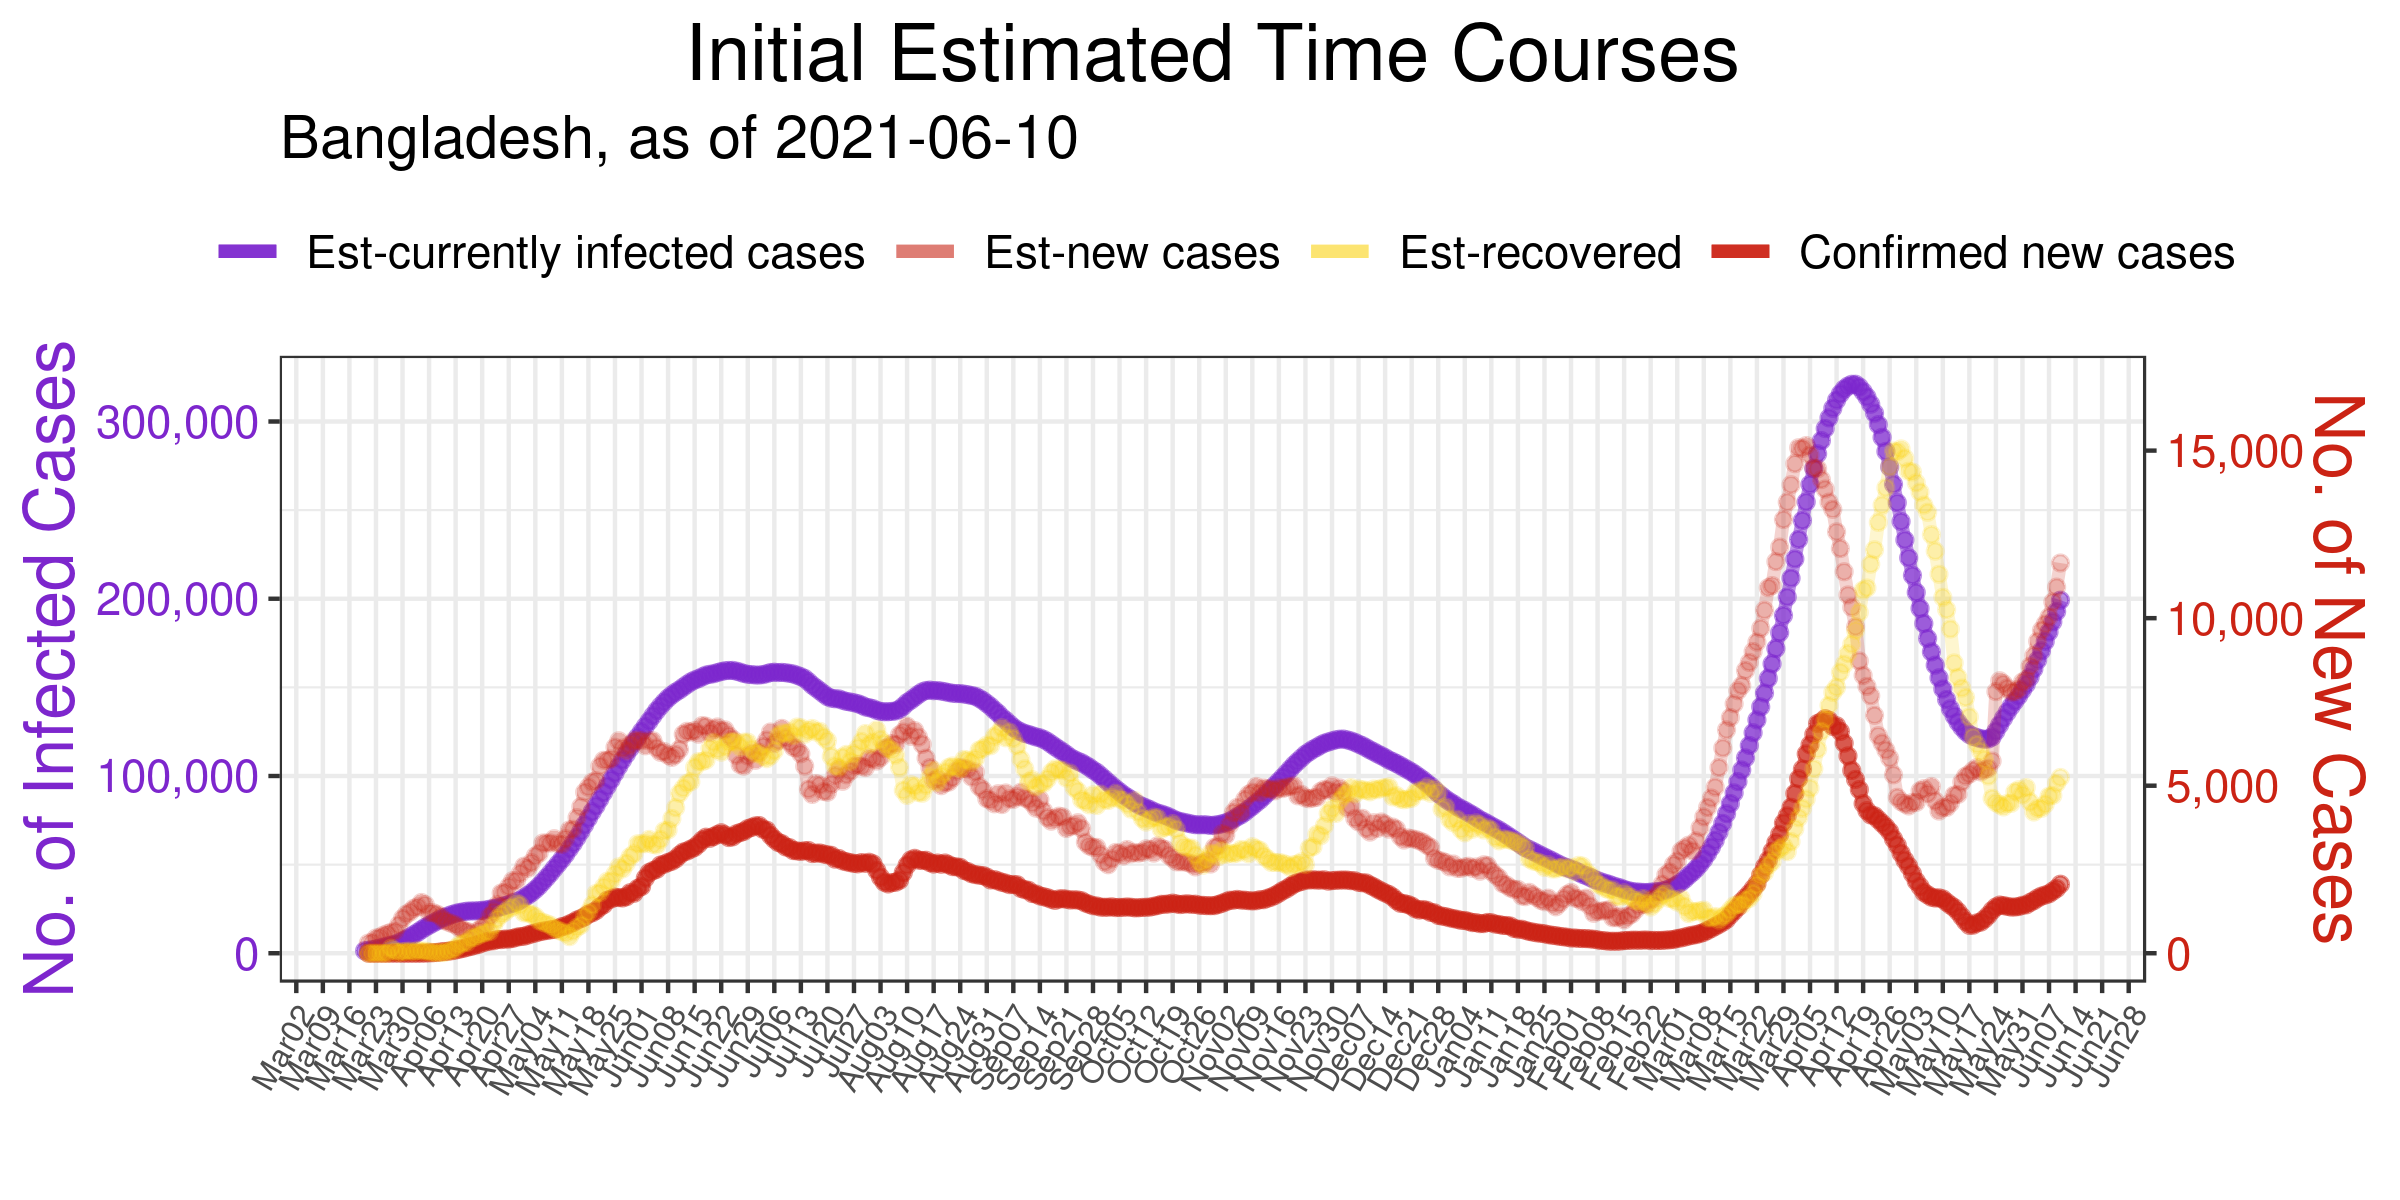 Initial Estimated Time Courses
Bangladesh, as of 2021-06-10
Est-currently infected cases Est-new cases Est-recovered Confirmed new cases
No. of Infected Cases
300,000
200,000
100,000
0
15,000
10,000
5,000
0
No. of New Cases
Mar02 Mar09 Mar16 Mar23 Mar30 Apr06 Apr13 Apr20 Apr27 May04 May11 May18 May25 Jun01 Jun08 Jun15 Jun22 Jun29 Jul06 Jul13 Jul20 Jul27 Aug03 Aug10 Aug17 Aug24 Aug31 Sep07 Sep14 Sep21 Sep28 Oct05 Oct12 Oct19 Oct26 Nov02 Nov09 Nov16 Nov23 Nov30 Dec07 Dec14 Dec21 Dec28 Jan04 Jan11 Jan18 Jan25 Feb01 Feb08 Feb15 Feb22 Mar01 Mar08 Mar15 Mar22 Mar29 Apr05 Apr12 Apr19 Apr26 May03 May10 May17 May24 May31 Jun07 Jun14 Jun21 Jun28